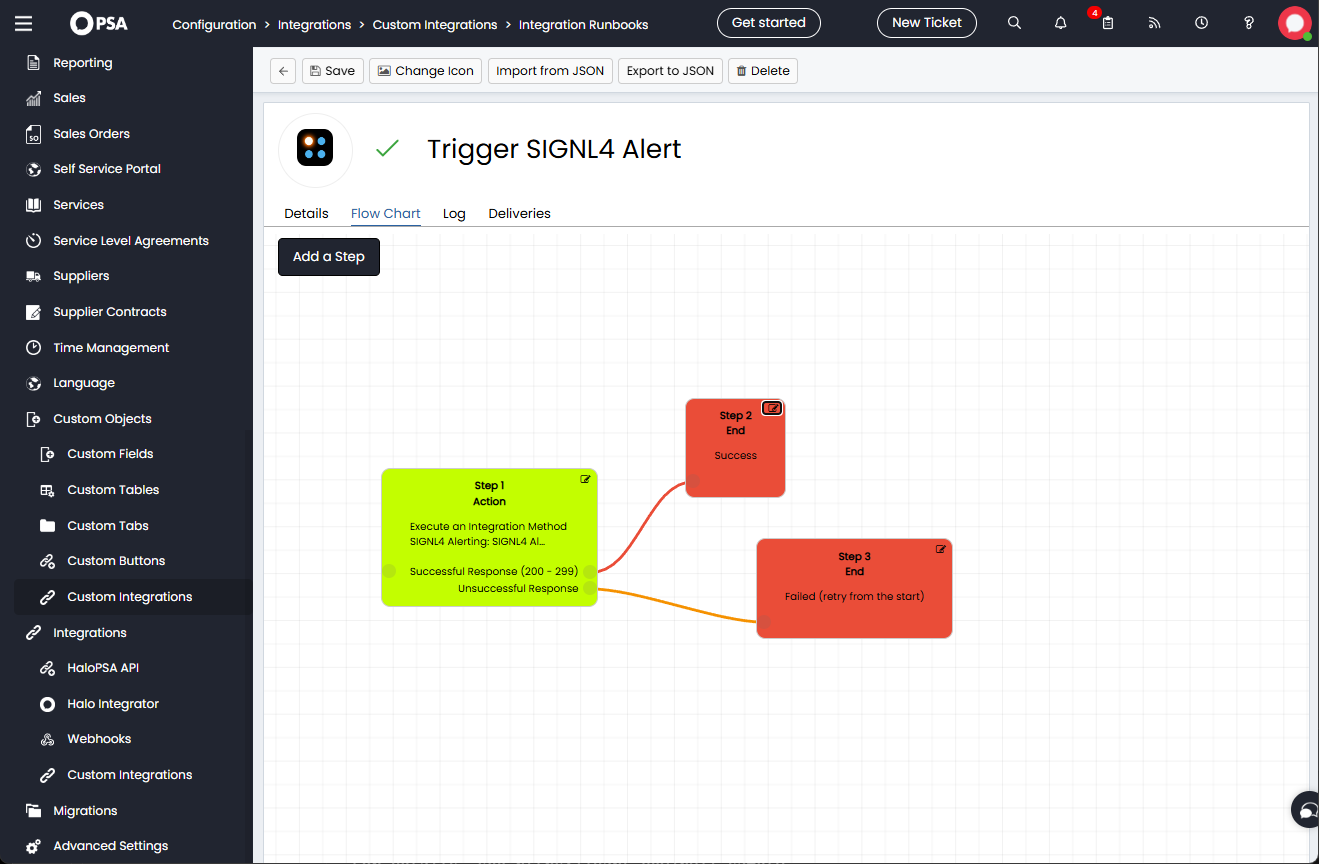 PSA
Configuration > Integrations > Custom Integrations > Integration Runbooks
Get started
New Ticket
4
Reporting
Sales
Sales Orders
Self Service Portal
Services
Service Level Agreements
Suppliers
Supplier Contracts
Time Management
Language
Custom Objects
Custom Fields
Custom Tables
Custom Tabs
Custom Buttons
Custom Integrations
Integrations
HaloPSA API
Halo Integrator
Webhooks
Custom Integrations
Migrations
Advanced Settings
Save
Change Icon
Import from JSON
Export to JSON
Delete
Trigger SIGNL4 Alert
Details
Flow Chart
Log
Deliveries
Add a Step
Step 1
Action
Execute an Integration Method
SIGNL4 Alerting: SIGNL4 Al...
Successful Response (200 - 299)
Unsuccessful Response
Step 2
End
Success
Step 3
End
Failed (retry from the start)